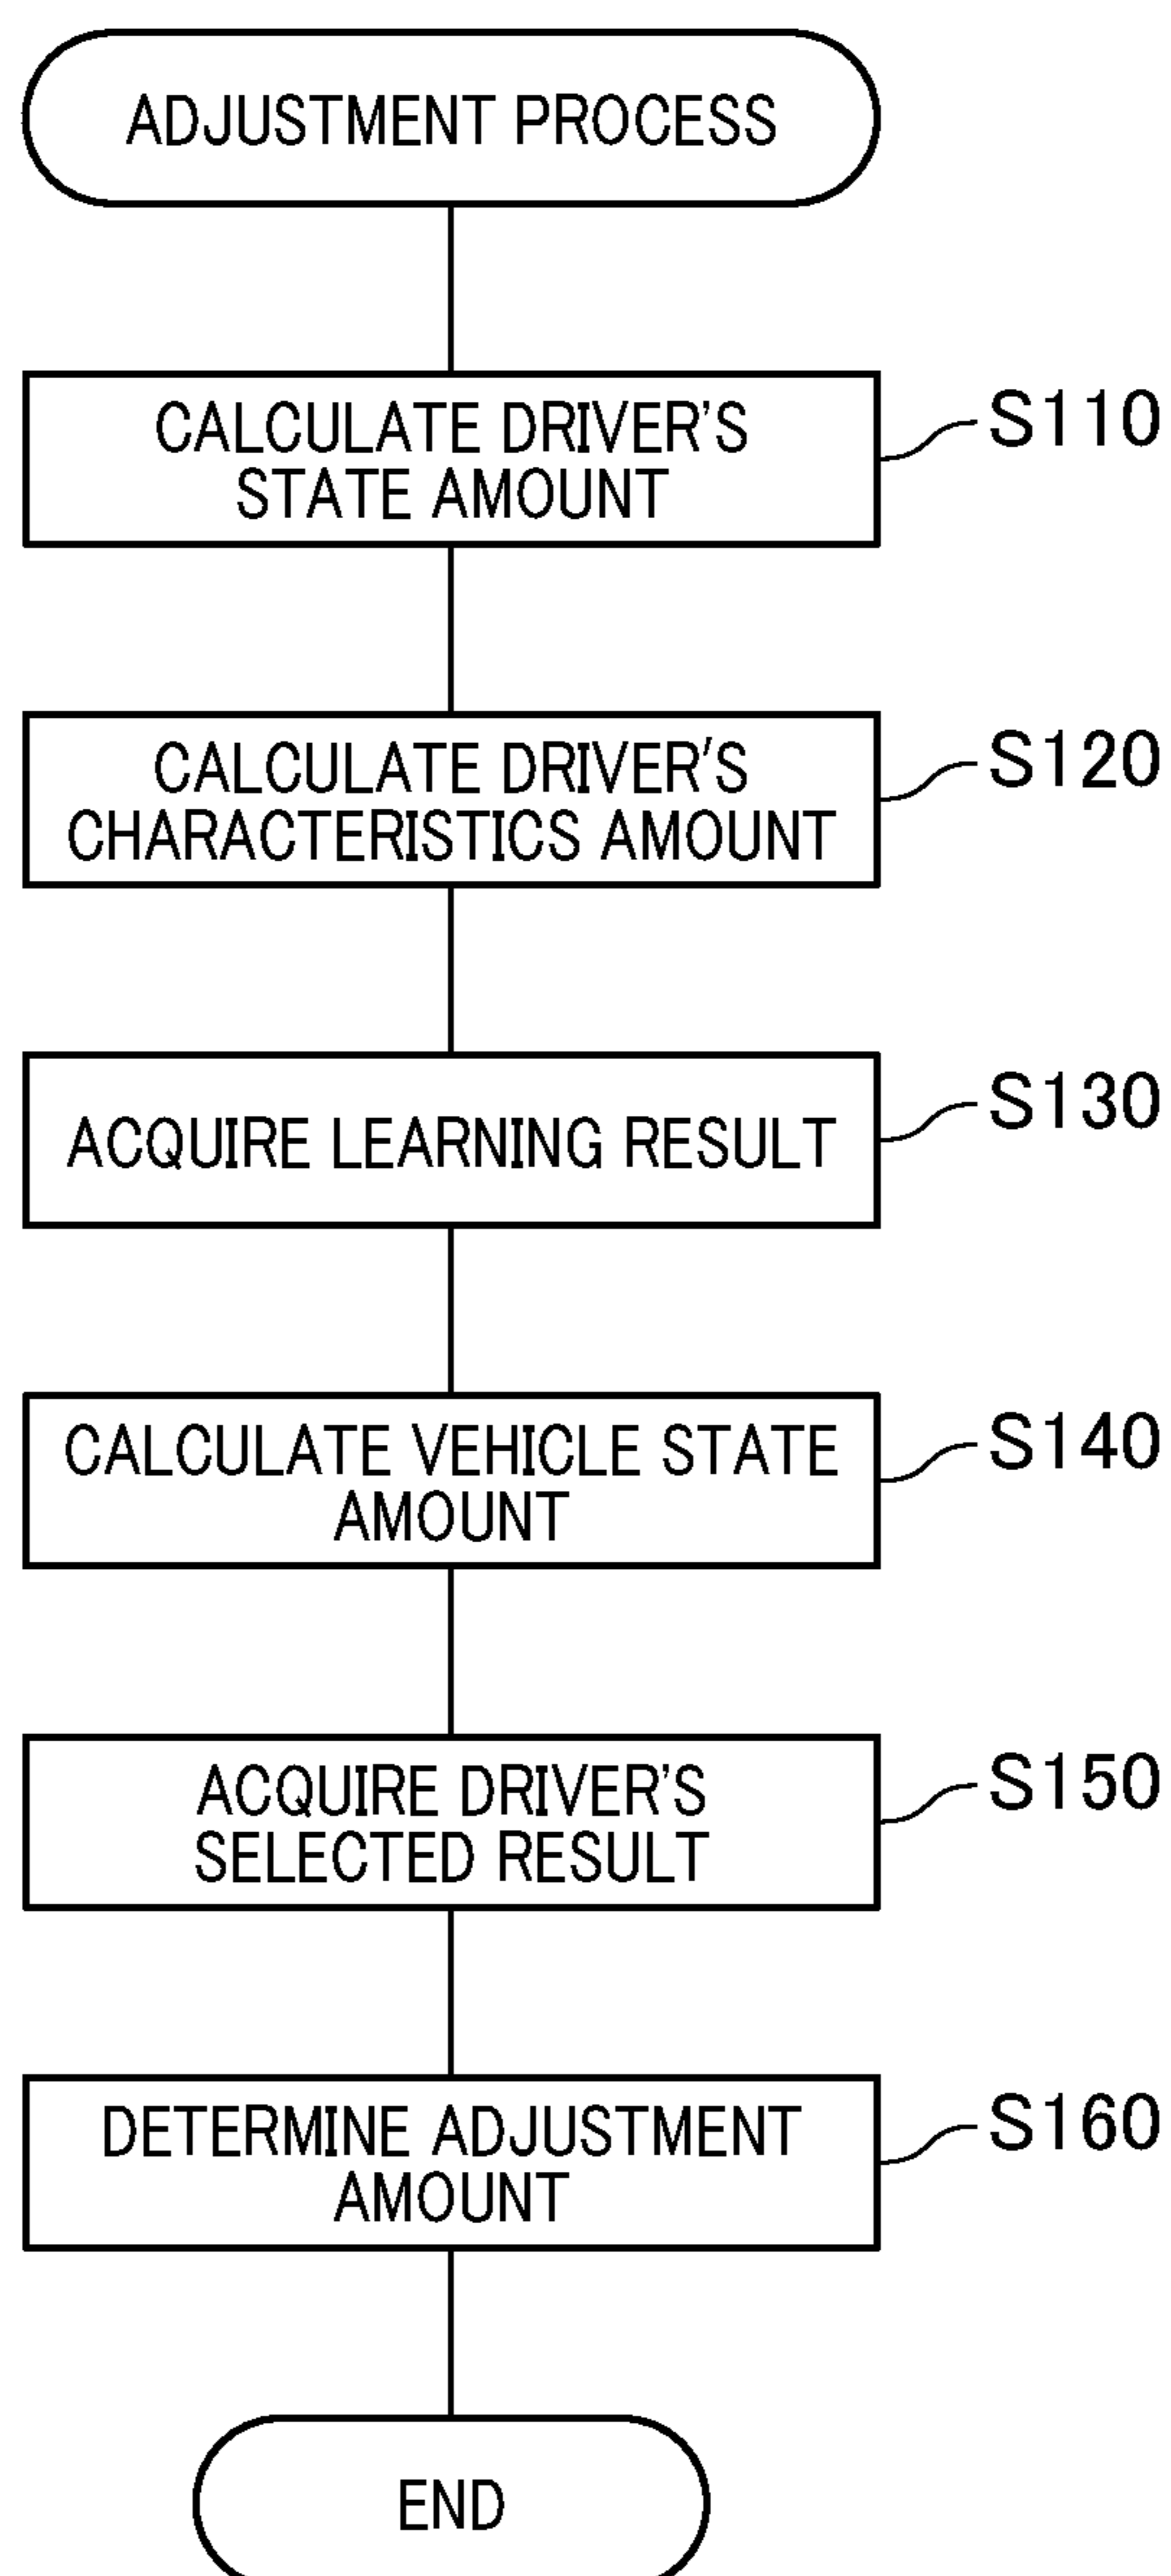 ADJUSTMENT PROCESS
CALCULATE DRIVER'S
STATE AMOUNT
S110
CALCULATE DRIVER'S
CHARACTERISTICS AMOUNT
S120
ACQUIRE LEARNING RESULT
S130
CALCULATE VEHICLE STATE
AMOUNT
S140
ACQUIRE DRIVER'S
SELECTED RESULT
S150
DETERMINE ADJUSTMENT
AMOUNT
S160
END